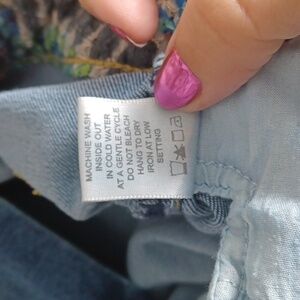 MACHINE WASH
INSIDE OUT
IN COLD WATER
AT A GENTLE CYCLE
DO NOT BLEACH
HANG TO DRY
IRON AT LOW
SETTING